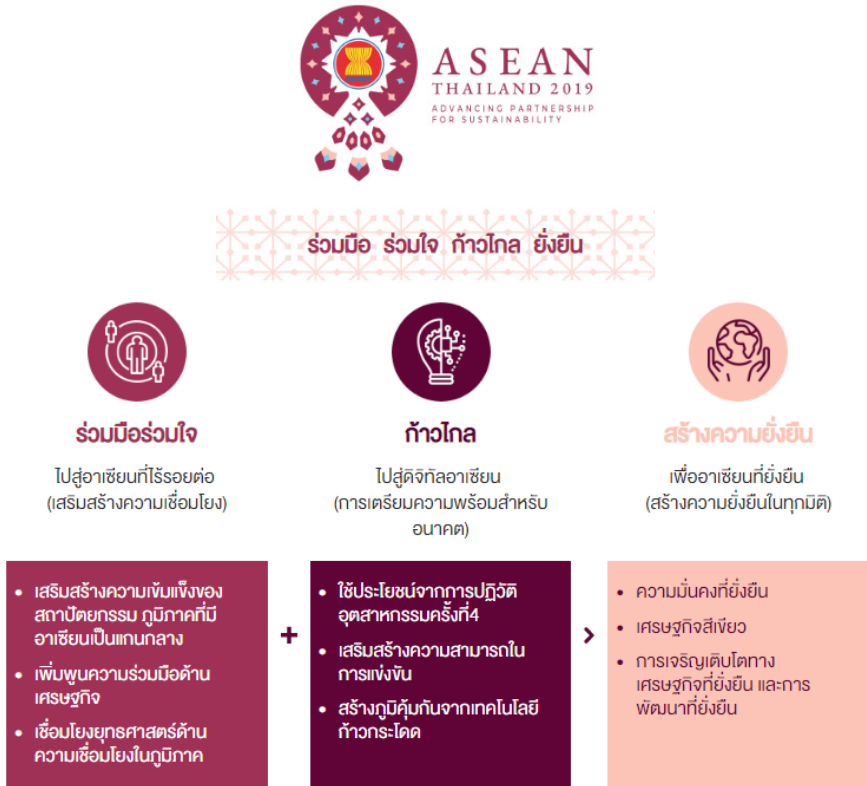 ASEAN
THAILAND 2019
ADVANCING PARTNERSHIP
FOR SUSTAINABILITY
ร่วมมือ ร่วมใจ ก้าวไกล ยั่งยืน
ร่วมมือร่วมใจ
ไปสู่อาเซียนที่ไร้รอยต่อ
(เสริมสร้างความเชื่อมโยง)
ก้าวไกล
ไปสู่ดิจิทัลอาเซียน
(การเตรียมความพร้อมสำหรับ
อนาคต)
สร้างความยั่งยืน
เพื่ออาเซียนที่ยั่งยืน
(สร้างความยั่งยืนในทุกมิติ)
• เสริมสร้างความเข้มแข็งของ
สถาปัตยกรรม ภูมิภาคที่มี
อาเซียนเป็นแกนกลาง
• เพิ่มพูนความร่วมมือด้าน
เศรษฐกิจ
• เชื่อมโยงยุทธศาสตร์ด้าน
ความเชื่อมโยงในภูมิภาค
+
• ใช้ประโยชน์จากการปฏิวัติ
อุตสาหกรรมครั้งที่4
• เสริมสร้างความสามารถใน
การแข่งขัน
• สร้างภูมิคุ้มกันจากเทคโนโลยี
ก้าวกระโดด
>
• ความมั่นคงที่ยั่งยืน
• เศรษฐกิจสีเขียว
• การเจริญเติบโตทาง
เศรษฐกิจที่ยั่งยืน และการ
พัฒนาที่ยั่งยืน